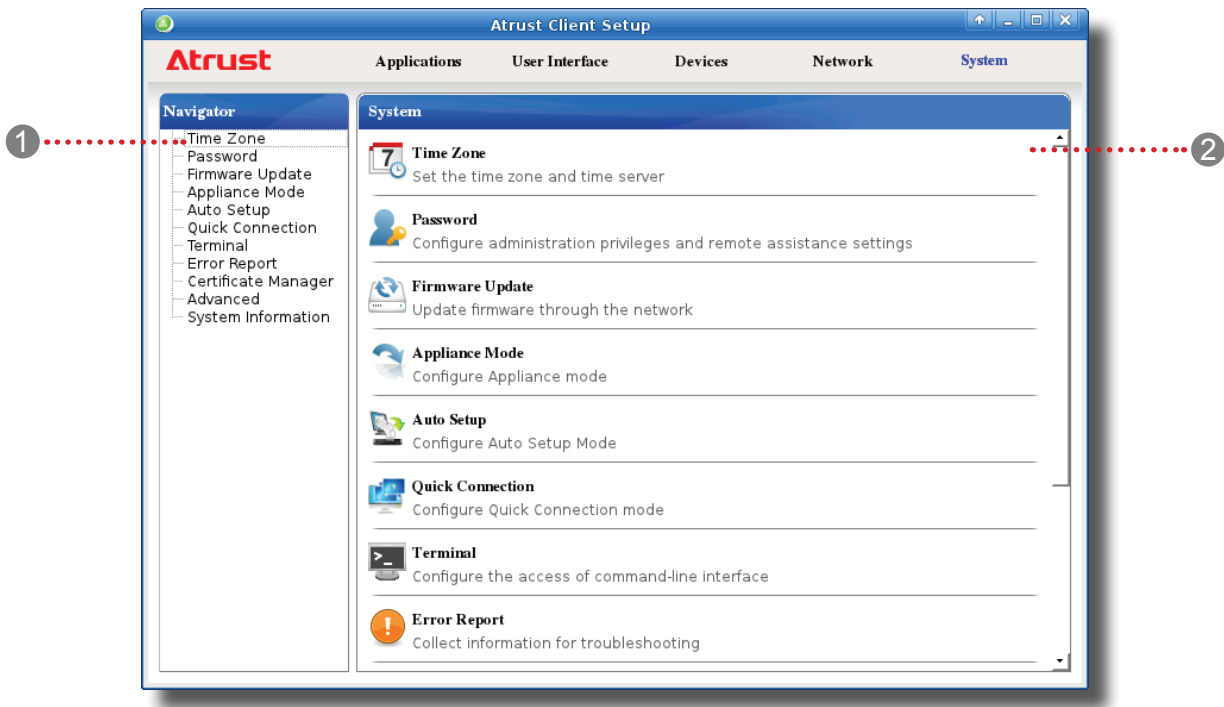 Atrust Client Setup
Atrust
Applications User Interface Devices Network System
Navigator
Time Zone
Password
Firmware Update
Appliance Mode
Auto Setup
Quick Connection
Terminal
Error Report
Certificate Manager
Advanced
System Information
System
7
Time Zone
Set the time zone and time server
Password
Configure administration privileges and remote assistance settings
Firmware Update
Update firmware through the network
Appliance Mode
Configure Appliance mode
Auto Setup
Configure Auto Setup Mode
Quick Connection
Configure Quick Connection mode
>_
Terminal
Configure the access of command-line interface
!
Error Report
Collect information for troubleshooting
1
2